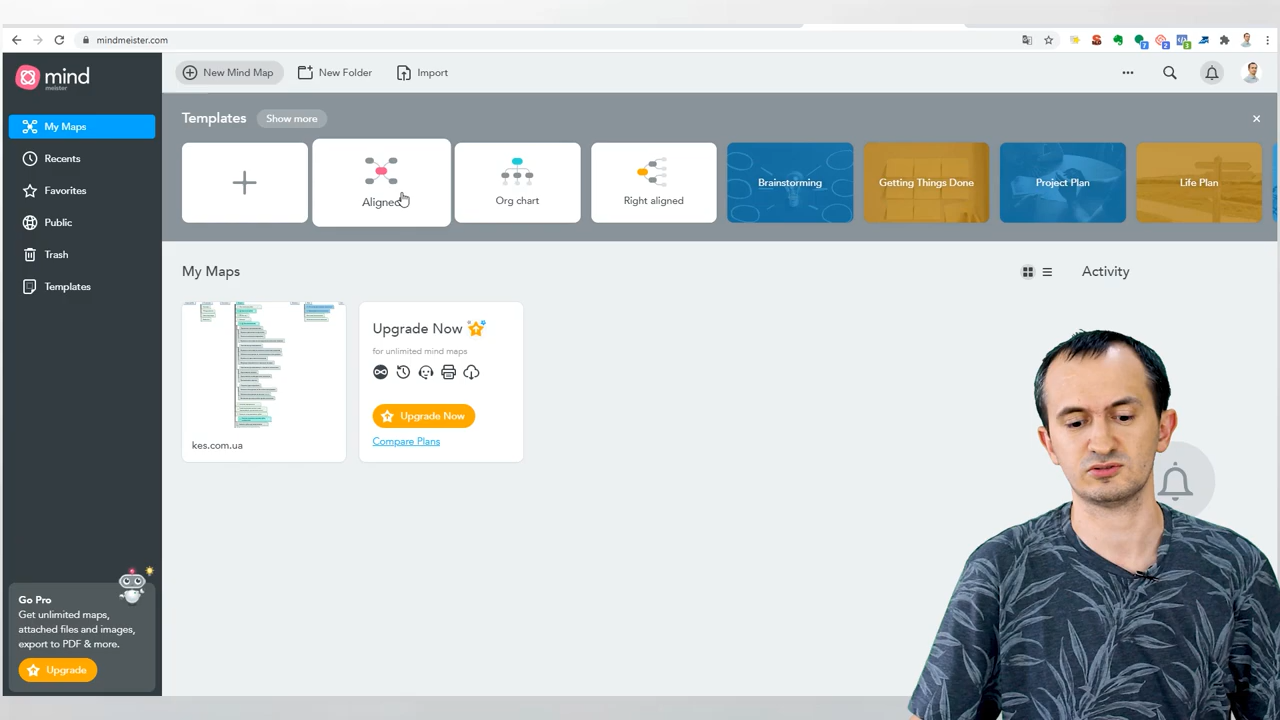 mindmeister.com
7
2
3
mind
meister
New Mind Map
New Folder
Import
My Maps
Recents
Favorites
Public
Trash
Templates
Templates
Show more
Aligned
Org chart
Right aligned
Brainstorming
Getting Things Done
Project Plan
Life Plan
My Maps
Activity
kes.com.ua
Upgrade Now
for unlimited mind maps
Upgrade Now
Compare Plans
Go Pro
Get unlimited maps,
attached files and images,
export to PDF & more.
Upgrade